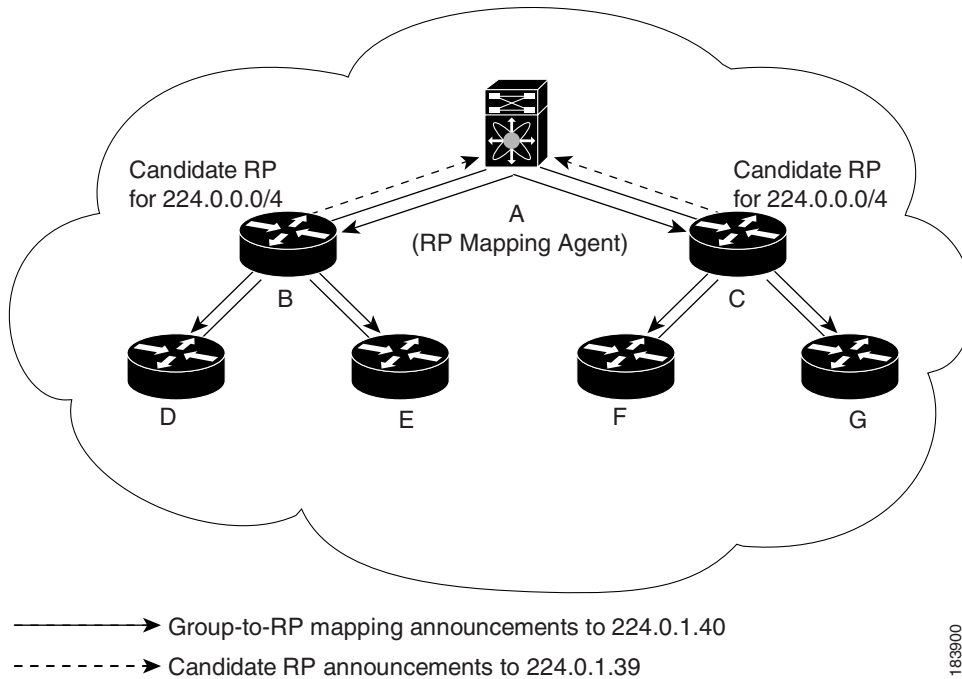 Candidate RP
for 224.0.0.0/4
Candidate RP
for 224.0.0.0/4
A
(RP Mapping Agent)
B
C
D
E
F
G
Group-to-RP mapping announcements to 224.0.1.40
Candidate RP announcements to 224.0.1.39
183900